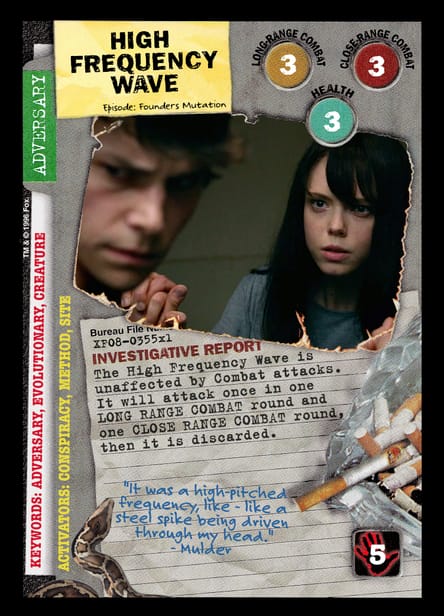 HIGH
FREQUENCY
WAVE
Episode: Founders Mutation
LONG-RANGE COMBAT
3
CLOSE-RANGE COMBAT
3
HEALTH
3
ADVERSARY
TM & © 1996 Fox.
KEYWORDS: ADVERSARY, EVOLUTIONARY, CREATURE
ACTIVATORS: CONSPIRACY, METHOD, SITE
Bureau File
XF08-0355x1
INVESTIGATIVE REPORT
The High Frequency Wave is
unaffected by Combat attacks.
It will attack once in one
LONG RANGE COMBAT round and
one CLOSE RANGE COMBAT round,
then it is discarded.
"It was a high-pitched
frequency, like - like a
steel spike being driven
through my head."
- Mulder
5